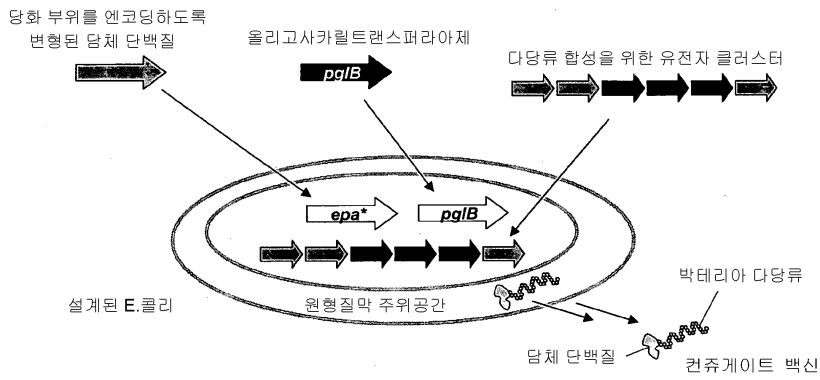 당화 부위를 엔코딩하도록
변형된 담체 단백질
올리고사카릴트랜스퍼라아제
pglB
다당류 합성을 위한 유전자 클러스터
epa*
pglB
설계된 E.콜리
원형질막 주위공간
박테리아 다당류
담체 단백질
컨쥬게이트 백신